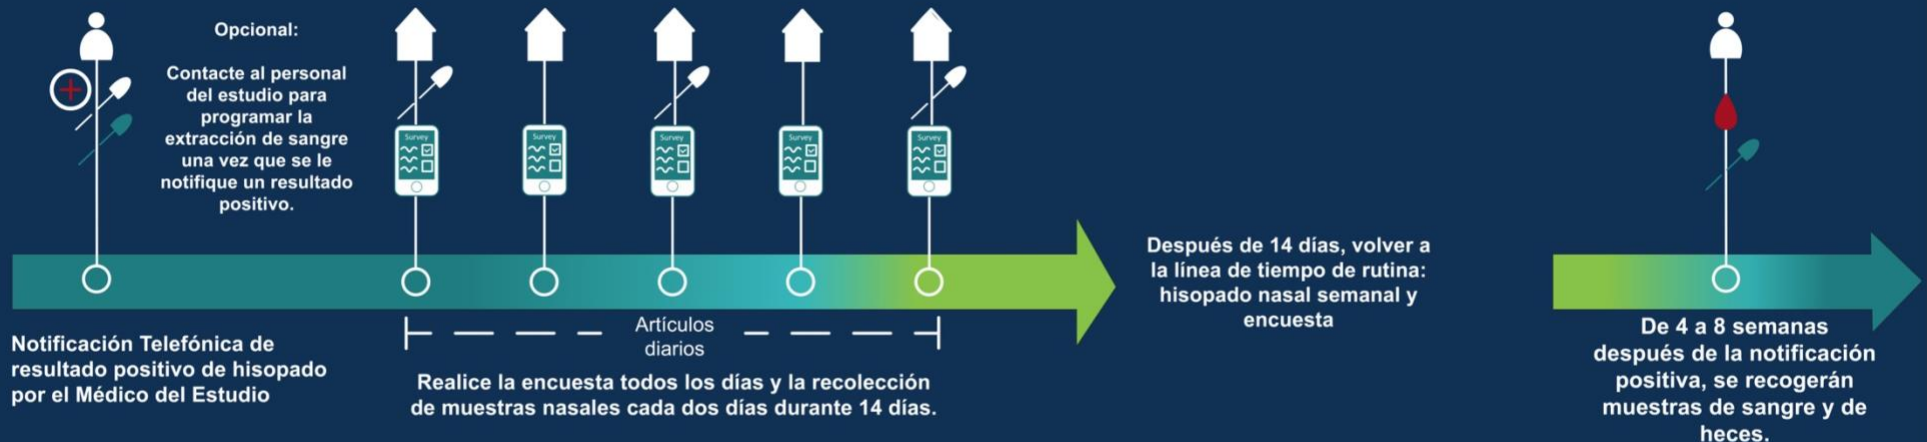 Opcional:
Contacte al personal
del estudio para
programar la
extracción de sangre
una vez que se le
notifique un resultado
positivo.
Survey
Survey
Survey
Survey
Survey
Notificación Telefónica de
resultado positivo de hisopado
por el Médico del Estudio
Artículos
diarios
Realice la encuesta todos los días y la recolección
de muestras nasales cada dos días durante 14 días.
Después de 14 días, volver a
la línea de tiempo de rutina:
hisopado nasal semanal y
encuesta
De 4 a 8 semanas
después de la notificación
positiva, se recogerán
muestras de sangre y de
heces.